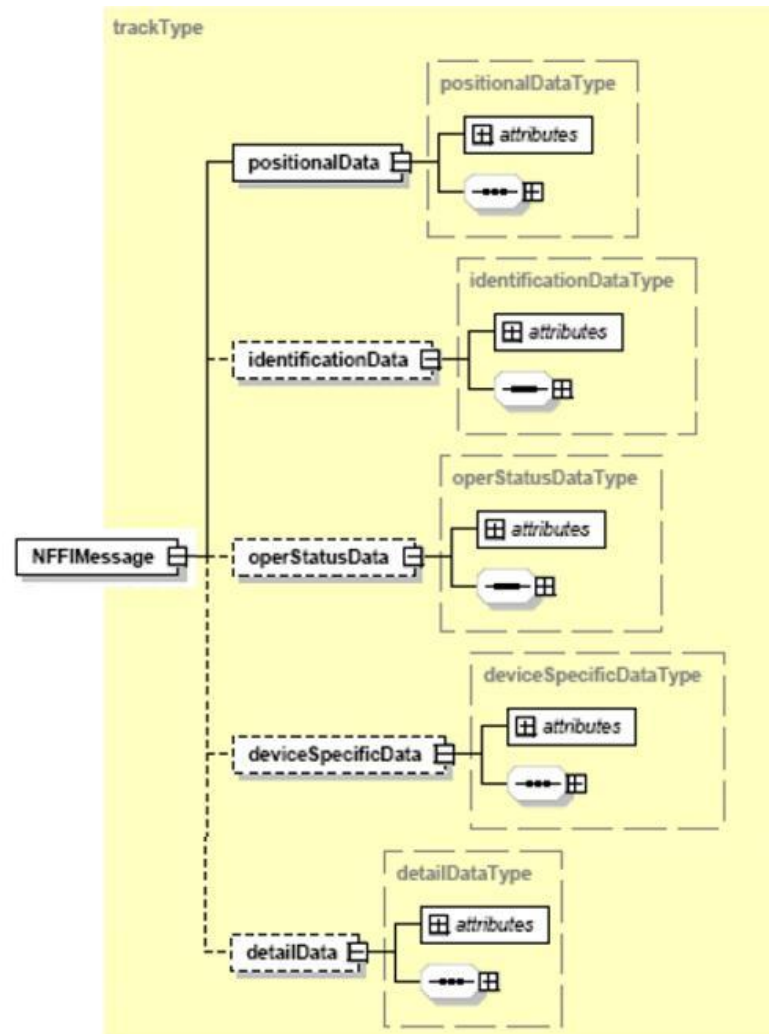 trackType
positionalDataType
attributes
positionalData
identificationDataType
attributes
identificationData
operStatusDataType
attributes
NFFIMessage
operStatusData
deviceSpecificDataType
attributes
deviceSpecificData
detailDataType
attributes
detailData